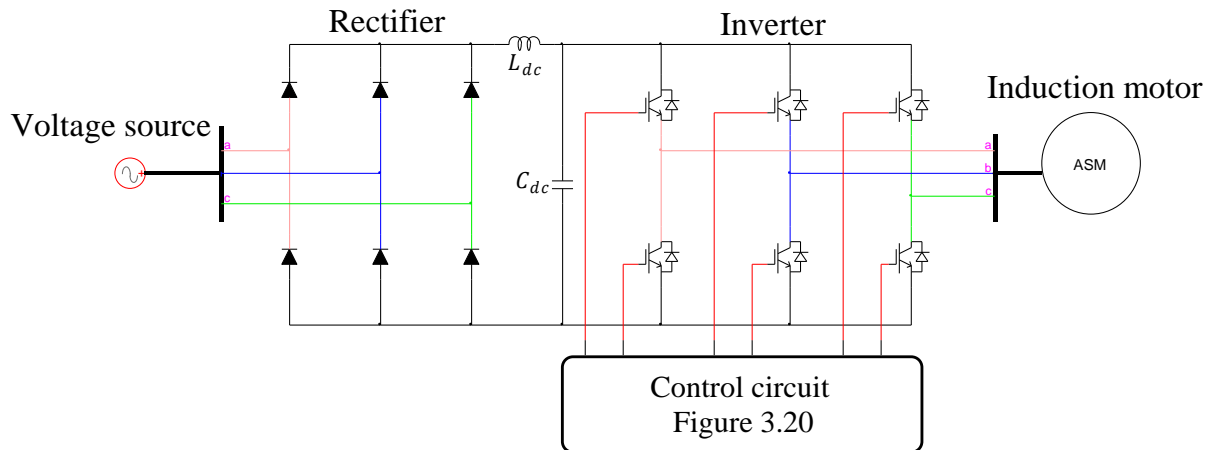 Rectifier
Inverter
L_dc
Induction motor
Voltage source
a
c
C_dc
a
b
c
ASM
Control circuit
Figure 3.20